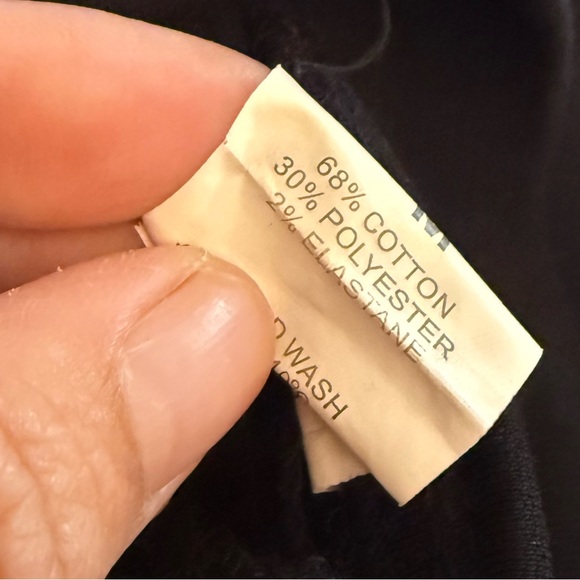 M
68% COTTON
30% POLYESTER
2% ELASTANE
WASH